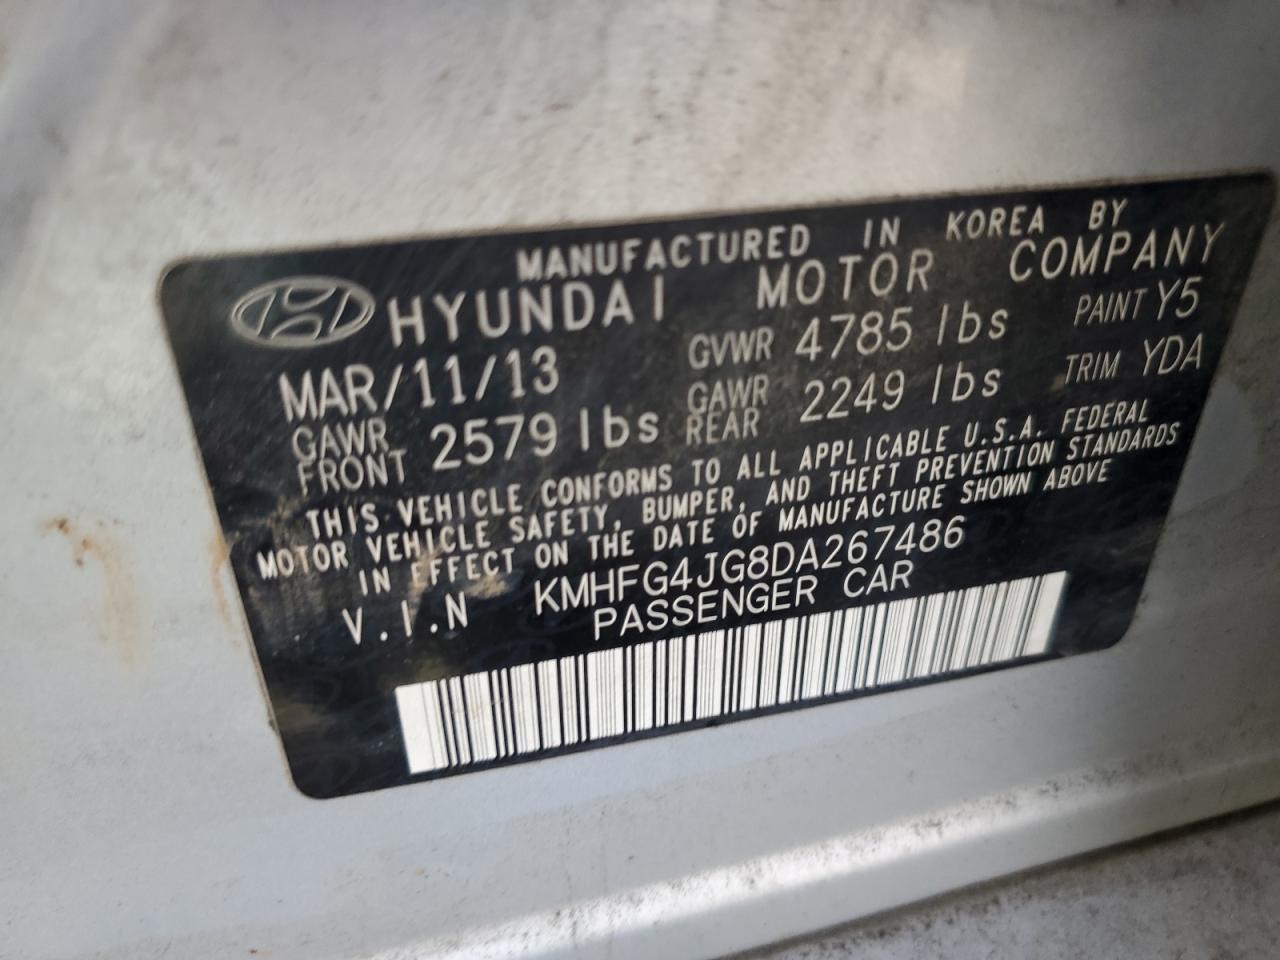 MANUFACTURED IN KOREA BY
HYUNDAI MOTOR COMPANY
MAR/11/13 GVWR 4785 lbs PAINT Y5
GAWR FRONT 2579 lbs GAWR REAR 2249 lbs TRIM YDA
THIS VEHICLE CONFORMS TO ALL APPLICABLE U.S.A. FEDERAL
MOTOR VEHICLE SAFETY, BUMPER, AND THEFT PREVENTION STANDARDS
IN EFFECT ON THE DATE OF MANUFACTURE SHOWN ABOVE
V.I.N KMHFG4JG8DA267486
PASSENGER CAR